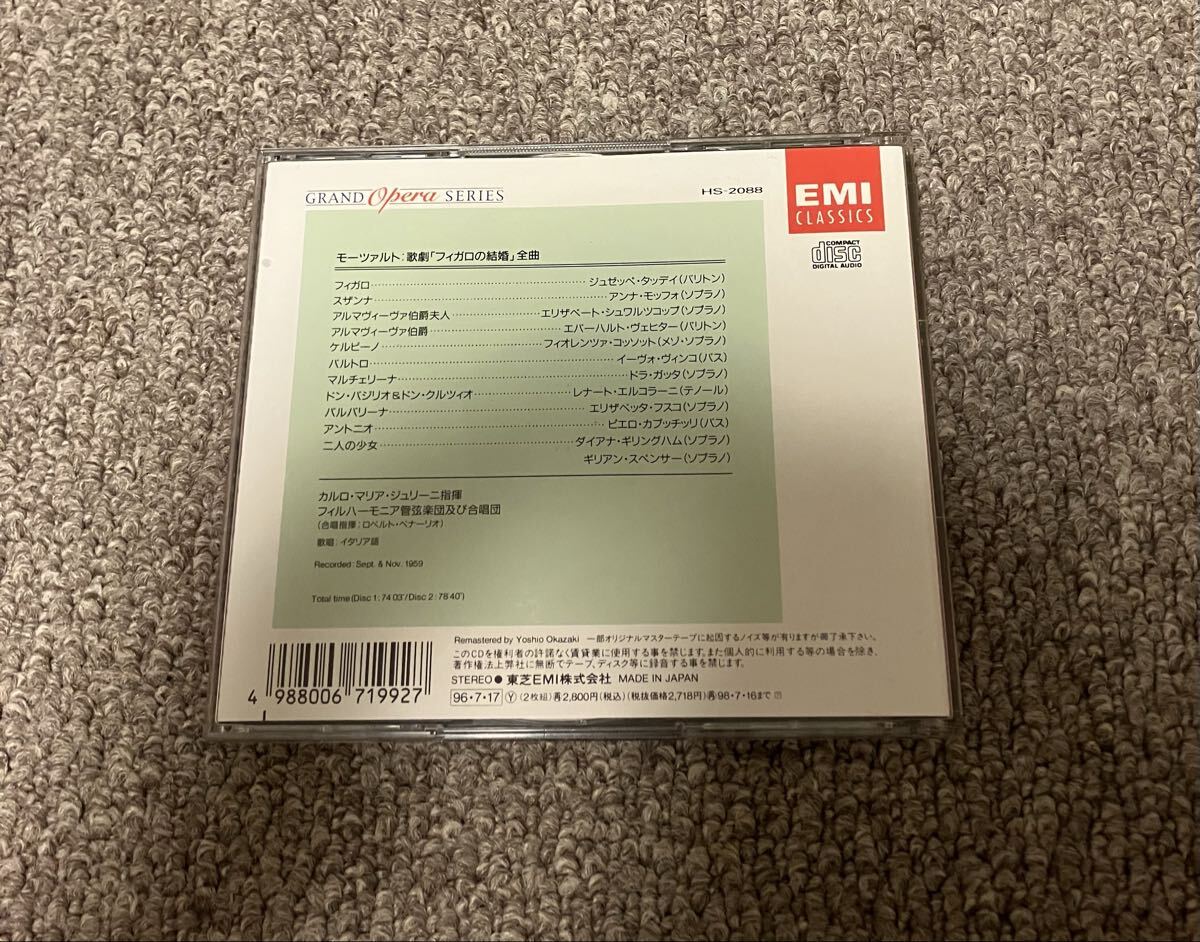 GRAND Opera SERIES
HS-2088
EMI
CLASSICS
COMPACT
disc
DIGITAL AUDIO
モーツァルト:歌劇「フィガロの結婚」全曲
フィガロ……ジュゼッペ・タッデイ(バリトン)
スザンナ……アンナ・モッフォ(ソプラノ)
アルマヴィーヴァ伯爵夫人……エリザベート・シュワルツコップ(ソプラノ)
アルマヴィーヴァ伯爵……エバーハルト・ヴェヒター(バリトン)
ケルビーノ……フィオレンツァ・コッソット(メゾ・ソプラノ)
バルトロ……イーヴォ・ヴィンコ(バス)
マルチェリーナ……ドラ・ガッタ(ソプラノ)
ドン・バジリオ&ドン・クルツィオ……レナート・エルコラーニ(テノール)
バルバリーナ……エリザベッタ・フスコ(ソプラノ)
アントニオ……ピエロ・カプッチッリ(バス)
二人の少女……ダイアナ・ギリングハム(ソプラノ)
ギリアン・スペンサー(ソプラノ)
カルロ・マリア・ジュリーニ指揮
フィルハーモニア管弦楽団及び合唱団
(合唱指揮:ロベルト・ベナーリオ)
歌唱:イタリア語
Recorded: Sept. & Nov. 1959
Total time (Disc 1: 74'03"/Disc 2: 78'40")
Remastered by Yoshio Okazaki 一部オリジナルマスターテープに起因するノイズ等が有りますが御了承下さい。
このCDを権利者の許諾なく賃貸業に使用する事を禁じます。また個人的に利用する等の場合を除き、
著作権法上弊社に無断でテープ、ディスク等に録音する事を禁じます。
STEREO ● 東芝EMI株式会社 MADE IN JAPAN
96・7・17 Ⓨ (2枚組) 再2,800円(税込) (税抜価格2,718円) 再98・7・16まで
4 988006 719927